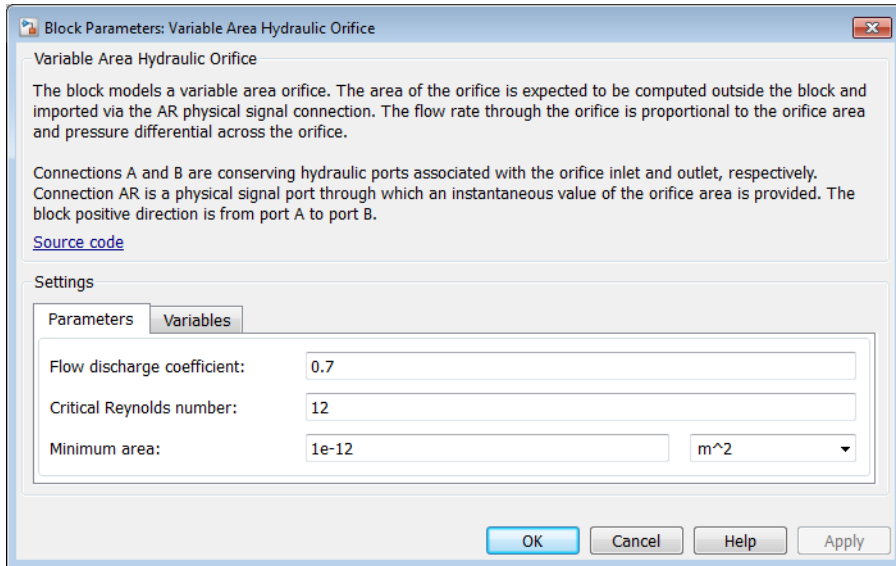 Block Parameters: Variable Area Hydraulic Orifice
Variable Area Hydraulic Orifice
The block models a variable area orifice. The area of the orifice is expected to be computed outside the block and
imported via the AR physical signal connection. The flow rate through the orifice is proportional to the orifice area
and pressure differential across the orifice.
Connections A and B are conserving hydraulic ports associated with the orifice inlet and outlet, respectively.
Connection AR is a physical signal port through which an instantaneous value of the orifice area is provided. The
block positive direction is from port A to port B.
Source code
Settings
Parameters Variables
Flow discharge coefficient: 0.7
Critical Reynolds number: 12
Minimum area: 1e-12 m^2
OK Cancel Help Apply